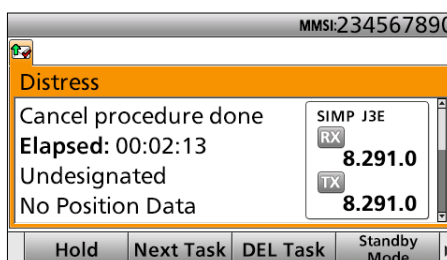 MMSI:234567890
Distress
Cancel procedure done
Elapsed: 00:02:13
Undesignated
No Position Data
SIMP J3E
RX
8.291.0
TX
8.291.0
Hold
Next Task
DEL Task
Standby
Mode